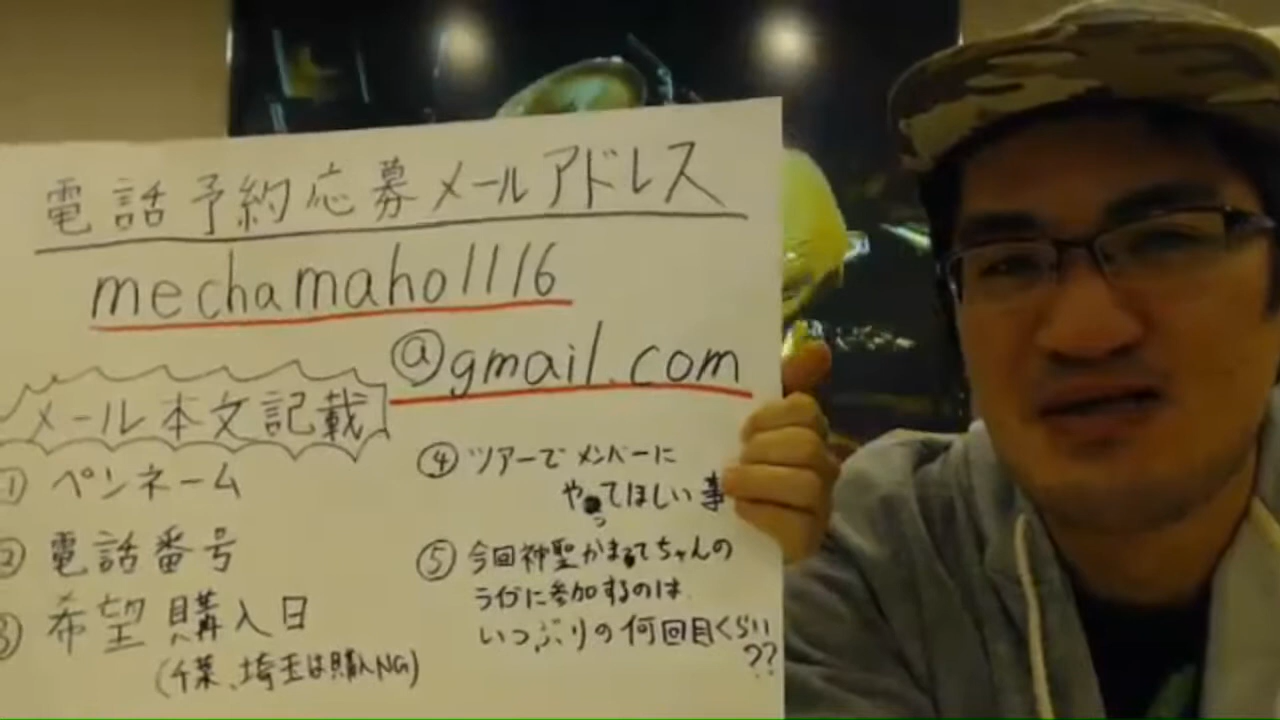 電話予約応募メールアドレス
mechamaho1116
@gmail.com
メール本文記載
① ペンネーム
② 電話番号
③ 希望購入日
(千葉、埼玉は購入NG)
④ ツアーでメンバーに
やってほしい事
⑤ 今回神聖かまってちゃんの
ライブに参加するのは
いつぶりの何回目くらい
??